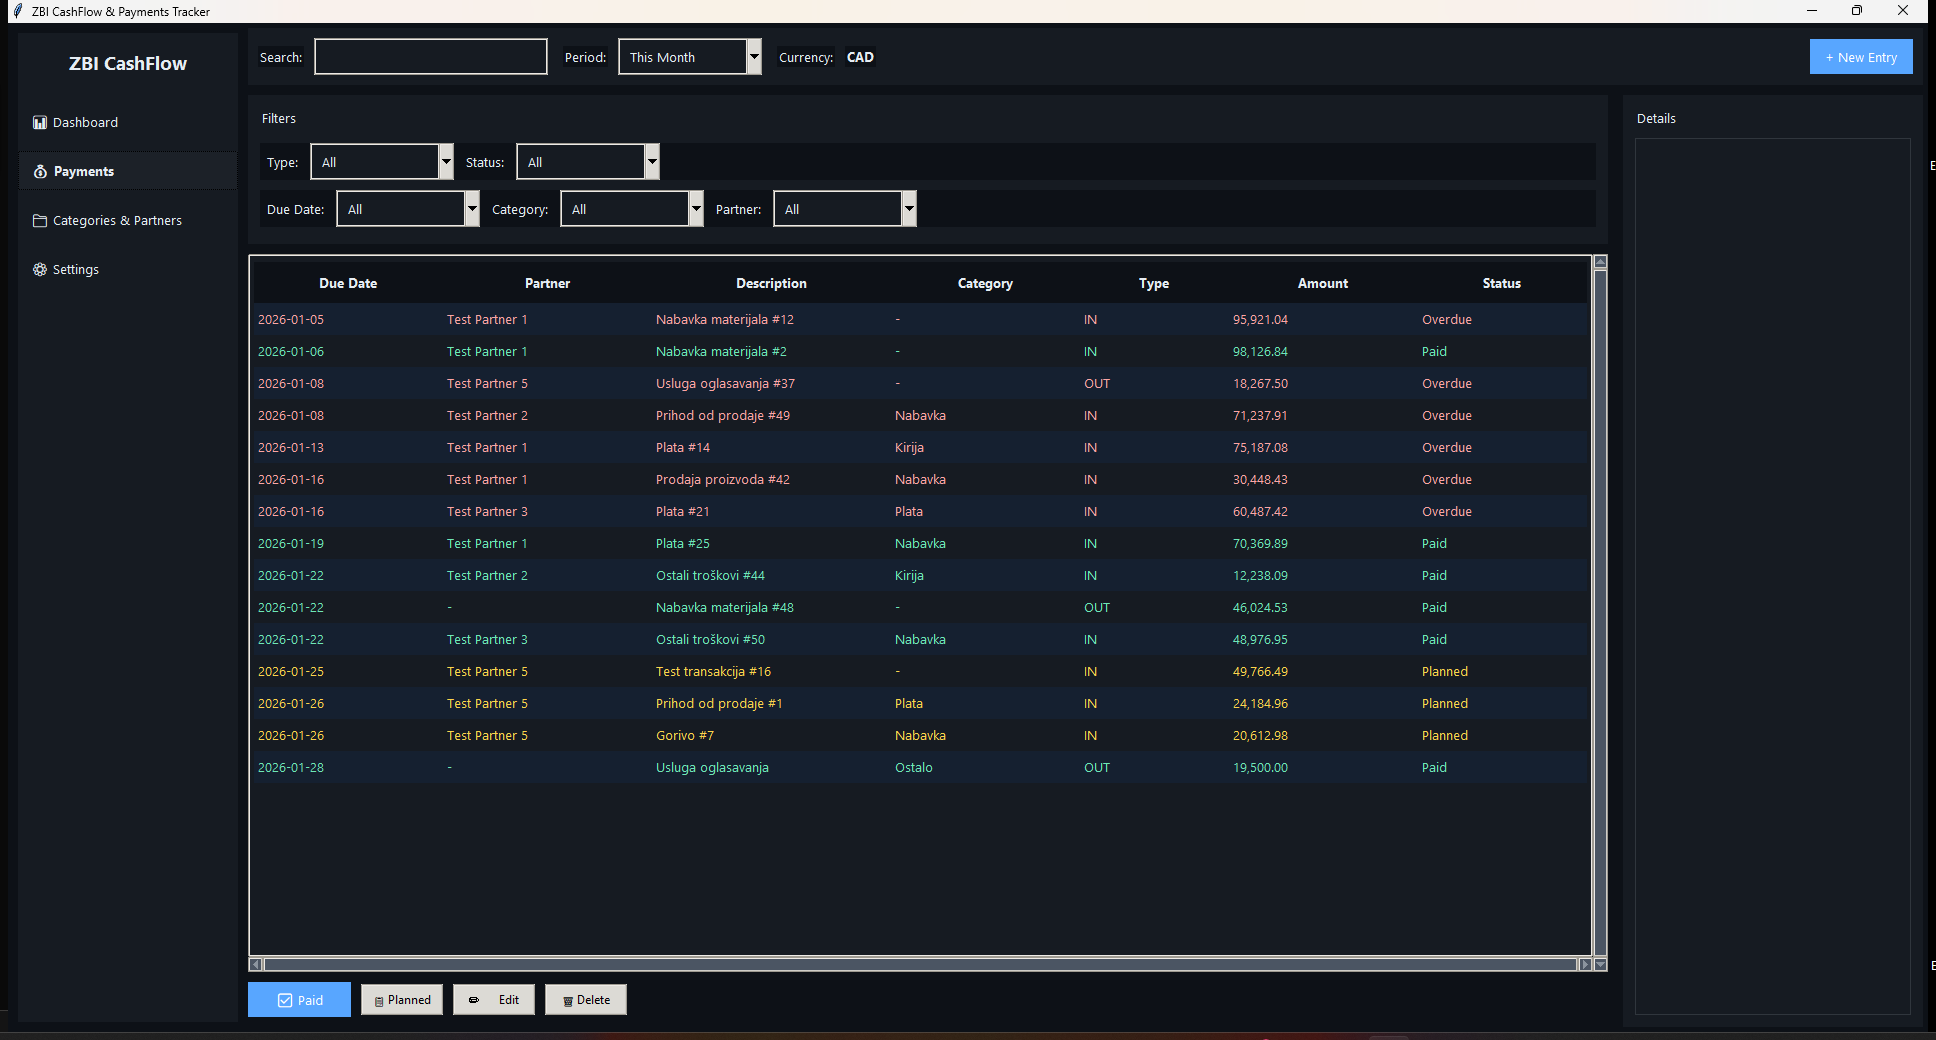 ZBI CashFlow & Payments Tracker
ZBI CashFlow
Dashboard
Payments
Categories & Partners
Settings
Search: Period: This Month Currency: CAD + New Entry
Filters
Type: All Status: All
Due Date: All Category: All Partner: All
Due Date Partner Description Category Type Amount Status
2026-01-05 Test Partner 1 Nabavka materijala #12 - IN 95,921.04 Overdue
2026-01-06 Test Partner 1 Nabavka materijala #2 - IN 98,126.84 Paid
2026-01-08 Test Partner 5 Usluga oglasavanja #37 - OUT 18,267.50 Overdue
2026-01-08 Test Partner 2 Prihod od prodaje #49 Nabavka IN 71,237.91 Overdue
2026-01-13 Test Partner 1 Plata #14 Kirija IN 75,187.08 Overdue
2026-01-16 Test Partner 1 Prodaja proizvoda #42 Nabavka IN 30,448.43 Overdue
2026-01-16 Test Partner 3 Plata #21 Plata IN 60,487.42 Overdue
2026-01-19 Test Partner 1 Plata #25 Nabavka IN 70,369.89 Paid
2026-01-22 Test Partner 2 Ostali troškovi #44 Kirija IN 12,238.09 Paid
2026-01-22 - Nabavka materijala #48 - OUT 46,024.53 Paid
2026-01-22 Test Partner 3 Ostali troškovi #50 Nabavka IN 48,976.95 Paid
2026-01-25 Test Partner 5 Test transakcija #16 - IN 49,766.49 Planned
2026-01-26 Test Partner 5 Prihod od prodaje #1 Plata IN 24,184.96 Planned
2026-01-26 Test Partner 5 Gorivo #7 Nabavka IN 20,612.98 Planned
2026-01-28 - Usluga oglasavanja Ostalo OUT 19,500.00 Paid
Paid Planned Edit Delete
Details